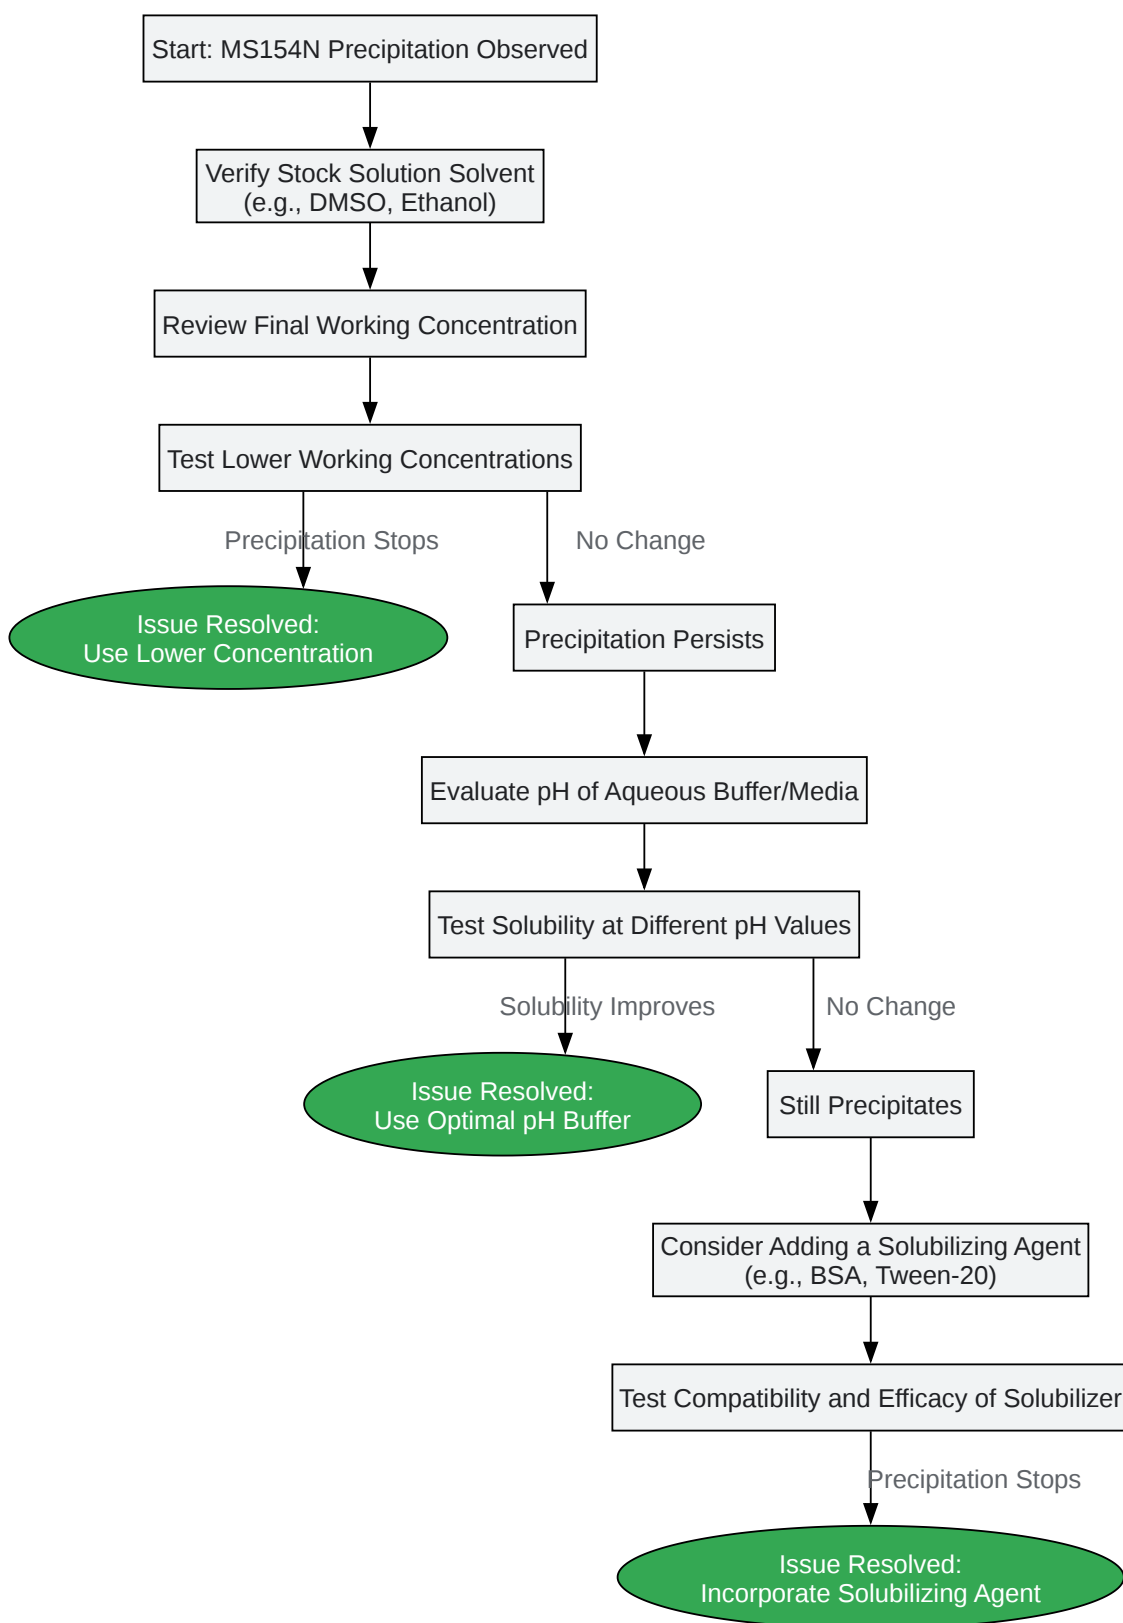 Start: MS154N Precipitation Observed
Verify Stock Solution Solvent
(e.g., DMSO, Ethanol)
Review Final Working Concentration
Test Lower Working Concentrations
Precipitation Stops
No Change
Issue Resolved:
Use Lower Concentration
Precipitation Persists
Evaluate pH of Aqueous Buffer/Media
Test Solubility at Different pH Values
Solubility Improves
No Change
Issue Resolved:
Use Optimal pH Buffer
Still Precipitates
Consider Adding a Solubilizing Agent
(e.g., BSA, Tween-20)
Test Compatibility and Efficacy of Solubilizer
Precipitation Stops
Issue Resolved:
Incorporate Solubilizing Agent